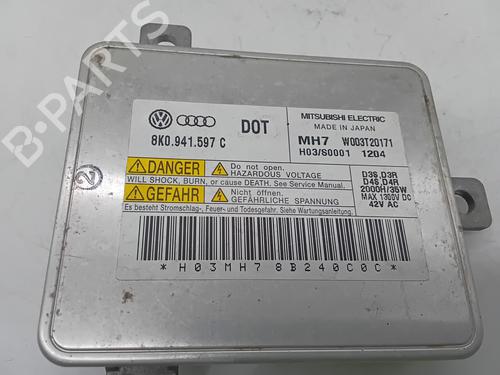 DOT
MITSUBISHI ELECTRIC
MADE IN JAPAN
8K0.941.597 C
MH7 W003T20171
H03/S0001 1204
DANGER
Do not open.
HAZARDOUS VOLTAGE
WILL SHOCK, BURN, or cause DEATH. See Service Manual.
GEFAHR
Nicht öffnen.
GEFÄHRLICHE SPANNUNG
Es besteht Stromschlag-, Feuer- und Todesgefahr. Siehe Wartungsanleitung.
D3S,D3R
D4S,D4R
2000H/35W
MAX 1300V DC
42V AC
*H03MH78B240C0C*
2
B-PARTS